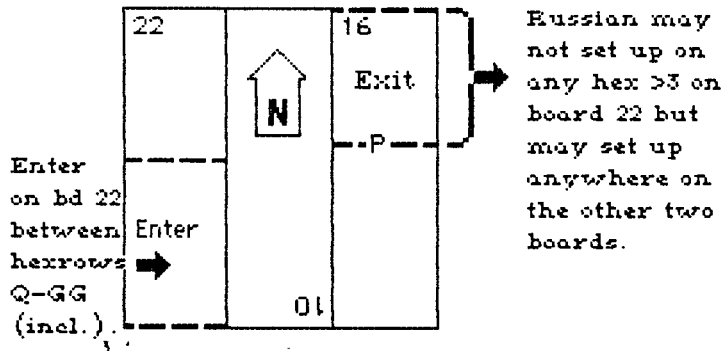 22
16
Exit
N
P
Russian may
not set up on
any hex >3 on
board 22 but
may set up
anywhere on
the other two
boards.
Enter
on bd 22
between
hexrows
Q-GG
(incl.).
Enter
10